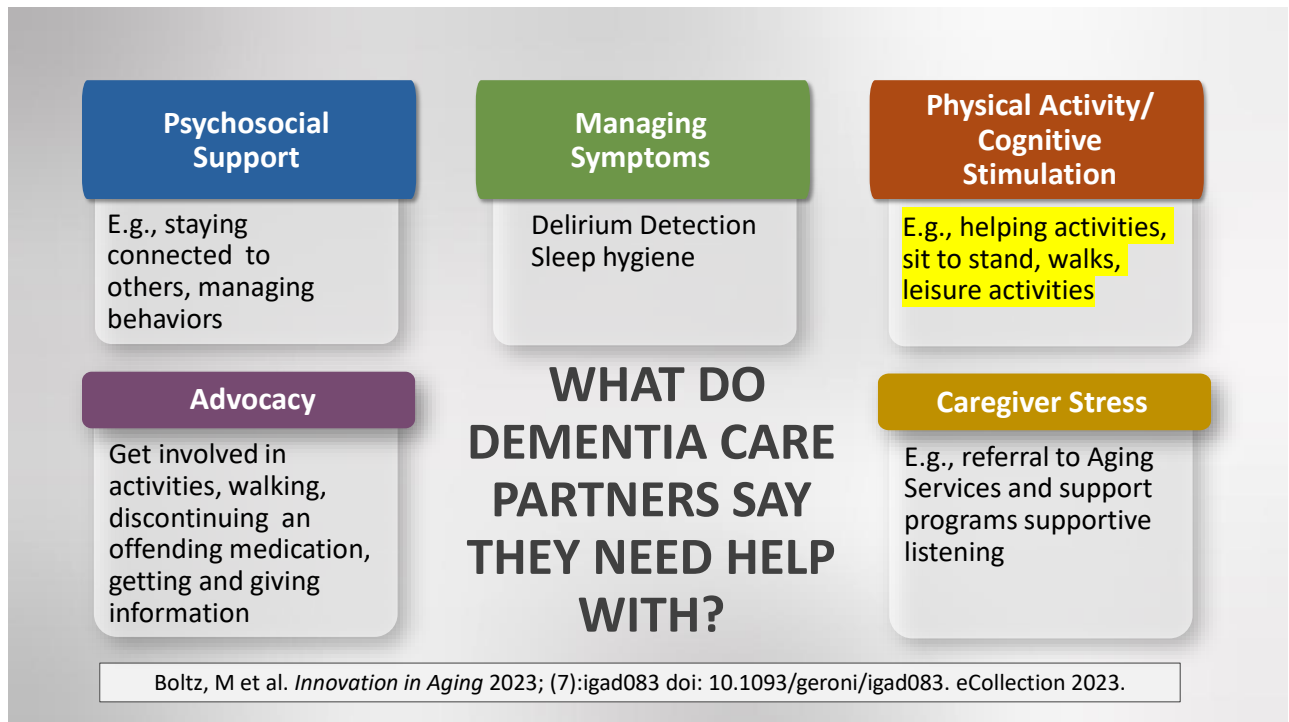 Psychosocial
Support
E.g., staying
connected to
others, managing
behaviors
Managing
Symptoms
Delirium Detection
Sleep hygiene
Physical Activity/
Cognitive
Stimulation
E.g., helping activities,
sit to stand, walks,
leisure activities
Advocacy
Get involved in
activities, walking,
discontinuing an
offending medication,
getting and giving
information
WHAT DO
DEMENTIA CARE
PARTNERS SAY
THEY NEED HELP
WITH?
Caregiver Stress
E.g., referral to Aging
Services and support
programs supportive
listening
Boltz, M et al. Innovation in Aging 2023; (7):igad083 doi: 10.1093/geroni/igad083. eCollection 2023.